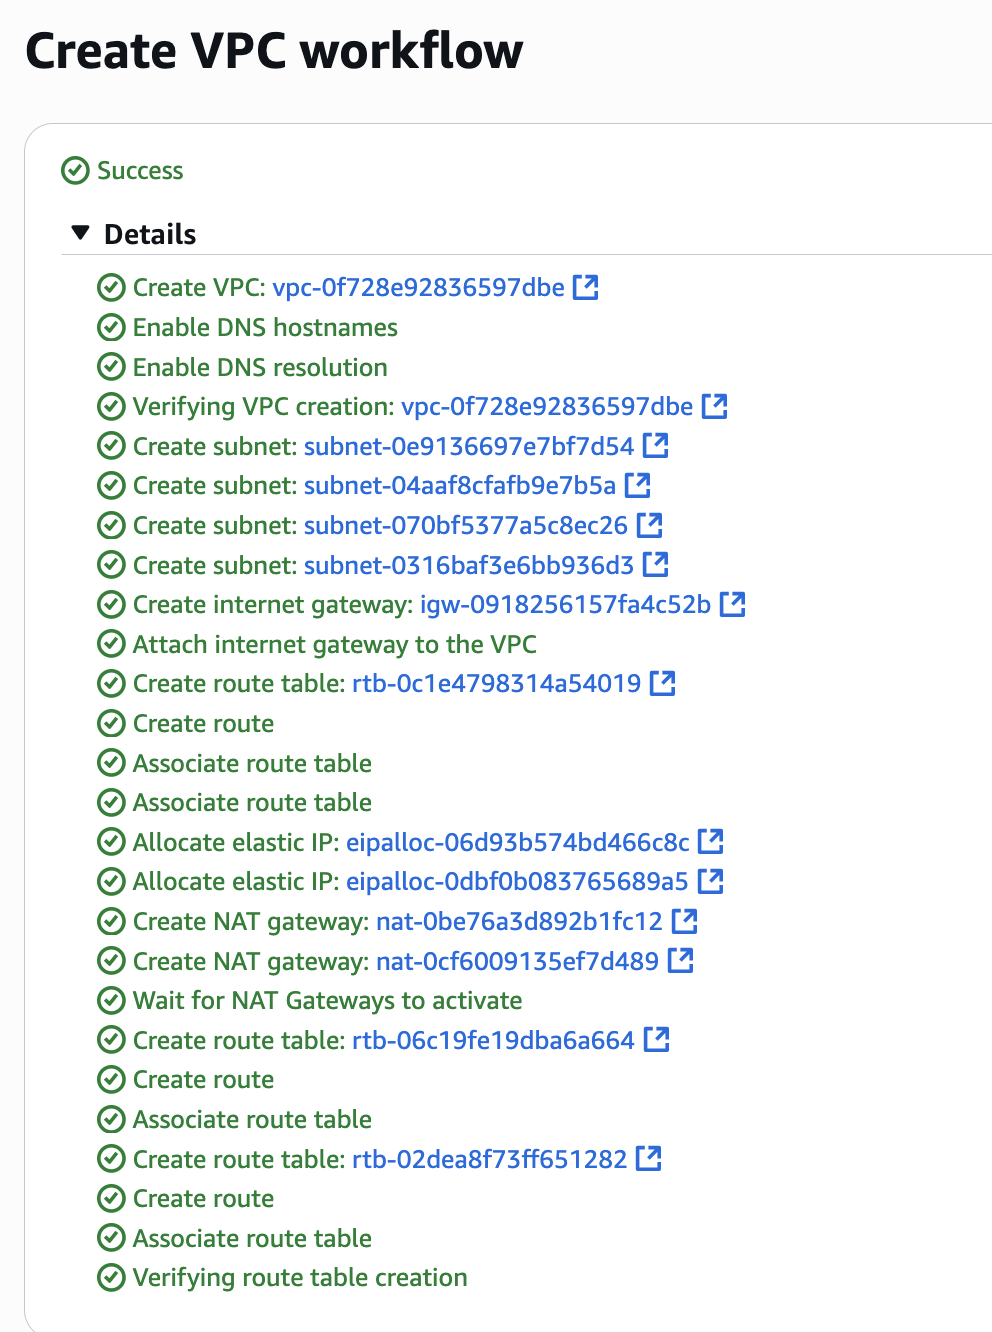 Create VPC workflow
Success
Details
Create VPC: vpc-0f728e92836597dbe
Enable DNS hostnames
Enable DNS resolution
Verifying VPC creation: vpc-0f728e92836597dbe
Create subnet: subnet-0e9136697e7bf7d54
Create subnet: subnet-04aaf8cfafb9e7b5a
Create subnet: subnet-070bf5377a5c8ec26
Create subnet: subnet-0316baf3e6bb936d3
Create internet gateway: igw-0918256157fa4c52b
Attach internet gateway to the VPC
Create route table: rtb-0c1e4798314a54019
Create route
Associate route table
Associate route table
Allocate elastic IP: eipalloc-06d93b574bd466c8c
Allocate elastic IP: eipalloc-0dbf0b083765689a5
Create NAT gateway: nat-0be76a3d892b1fc12
Create NAT gateway: nat-0cf6009135ef7d489
Wait for NAT Gateways to activate
Create route table: rtb-06c19fe19dba6a664
Create route
Associate route table
Create route table: rtb-02dea8f73ff651282
Create route
Associate route table
Verifying route table creation